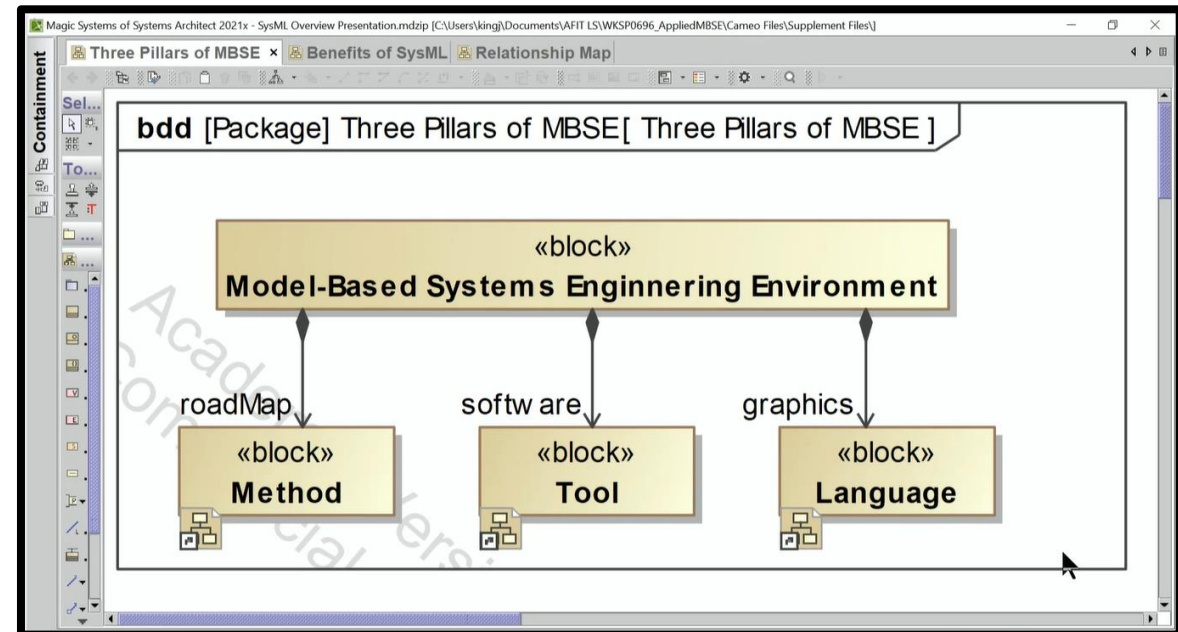 Magic Systems of Systems Architect 2021x - SysML Overview Presentation.mdzip [C:\Users\kingj\Documents\AFIT LS\WKSP0696_AppliedMBSE\Cameo Files\Supplement Files\]
Three Pillars of MBSE × Benefits of SysML Relationship Map
Containment
Sel...
To...
bdd [Package] Three Pillars of MBSE[ Three Pillars of MBSE ]
«block»
Model-Based Systems Enginnering Environment
roadMap software graphics
«block» «block» «block»
Method Tool Language